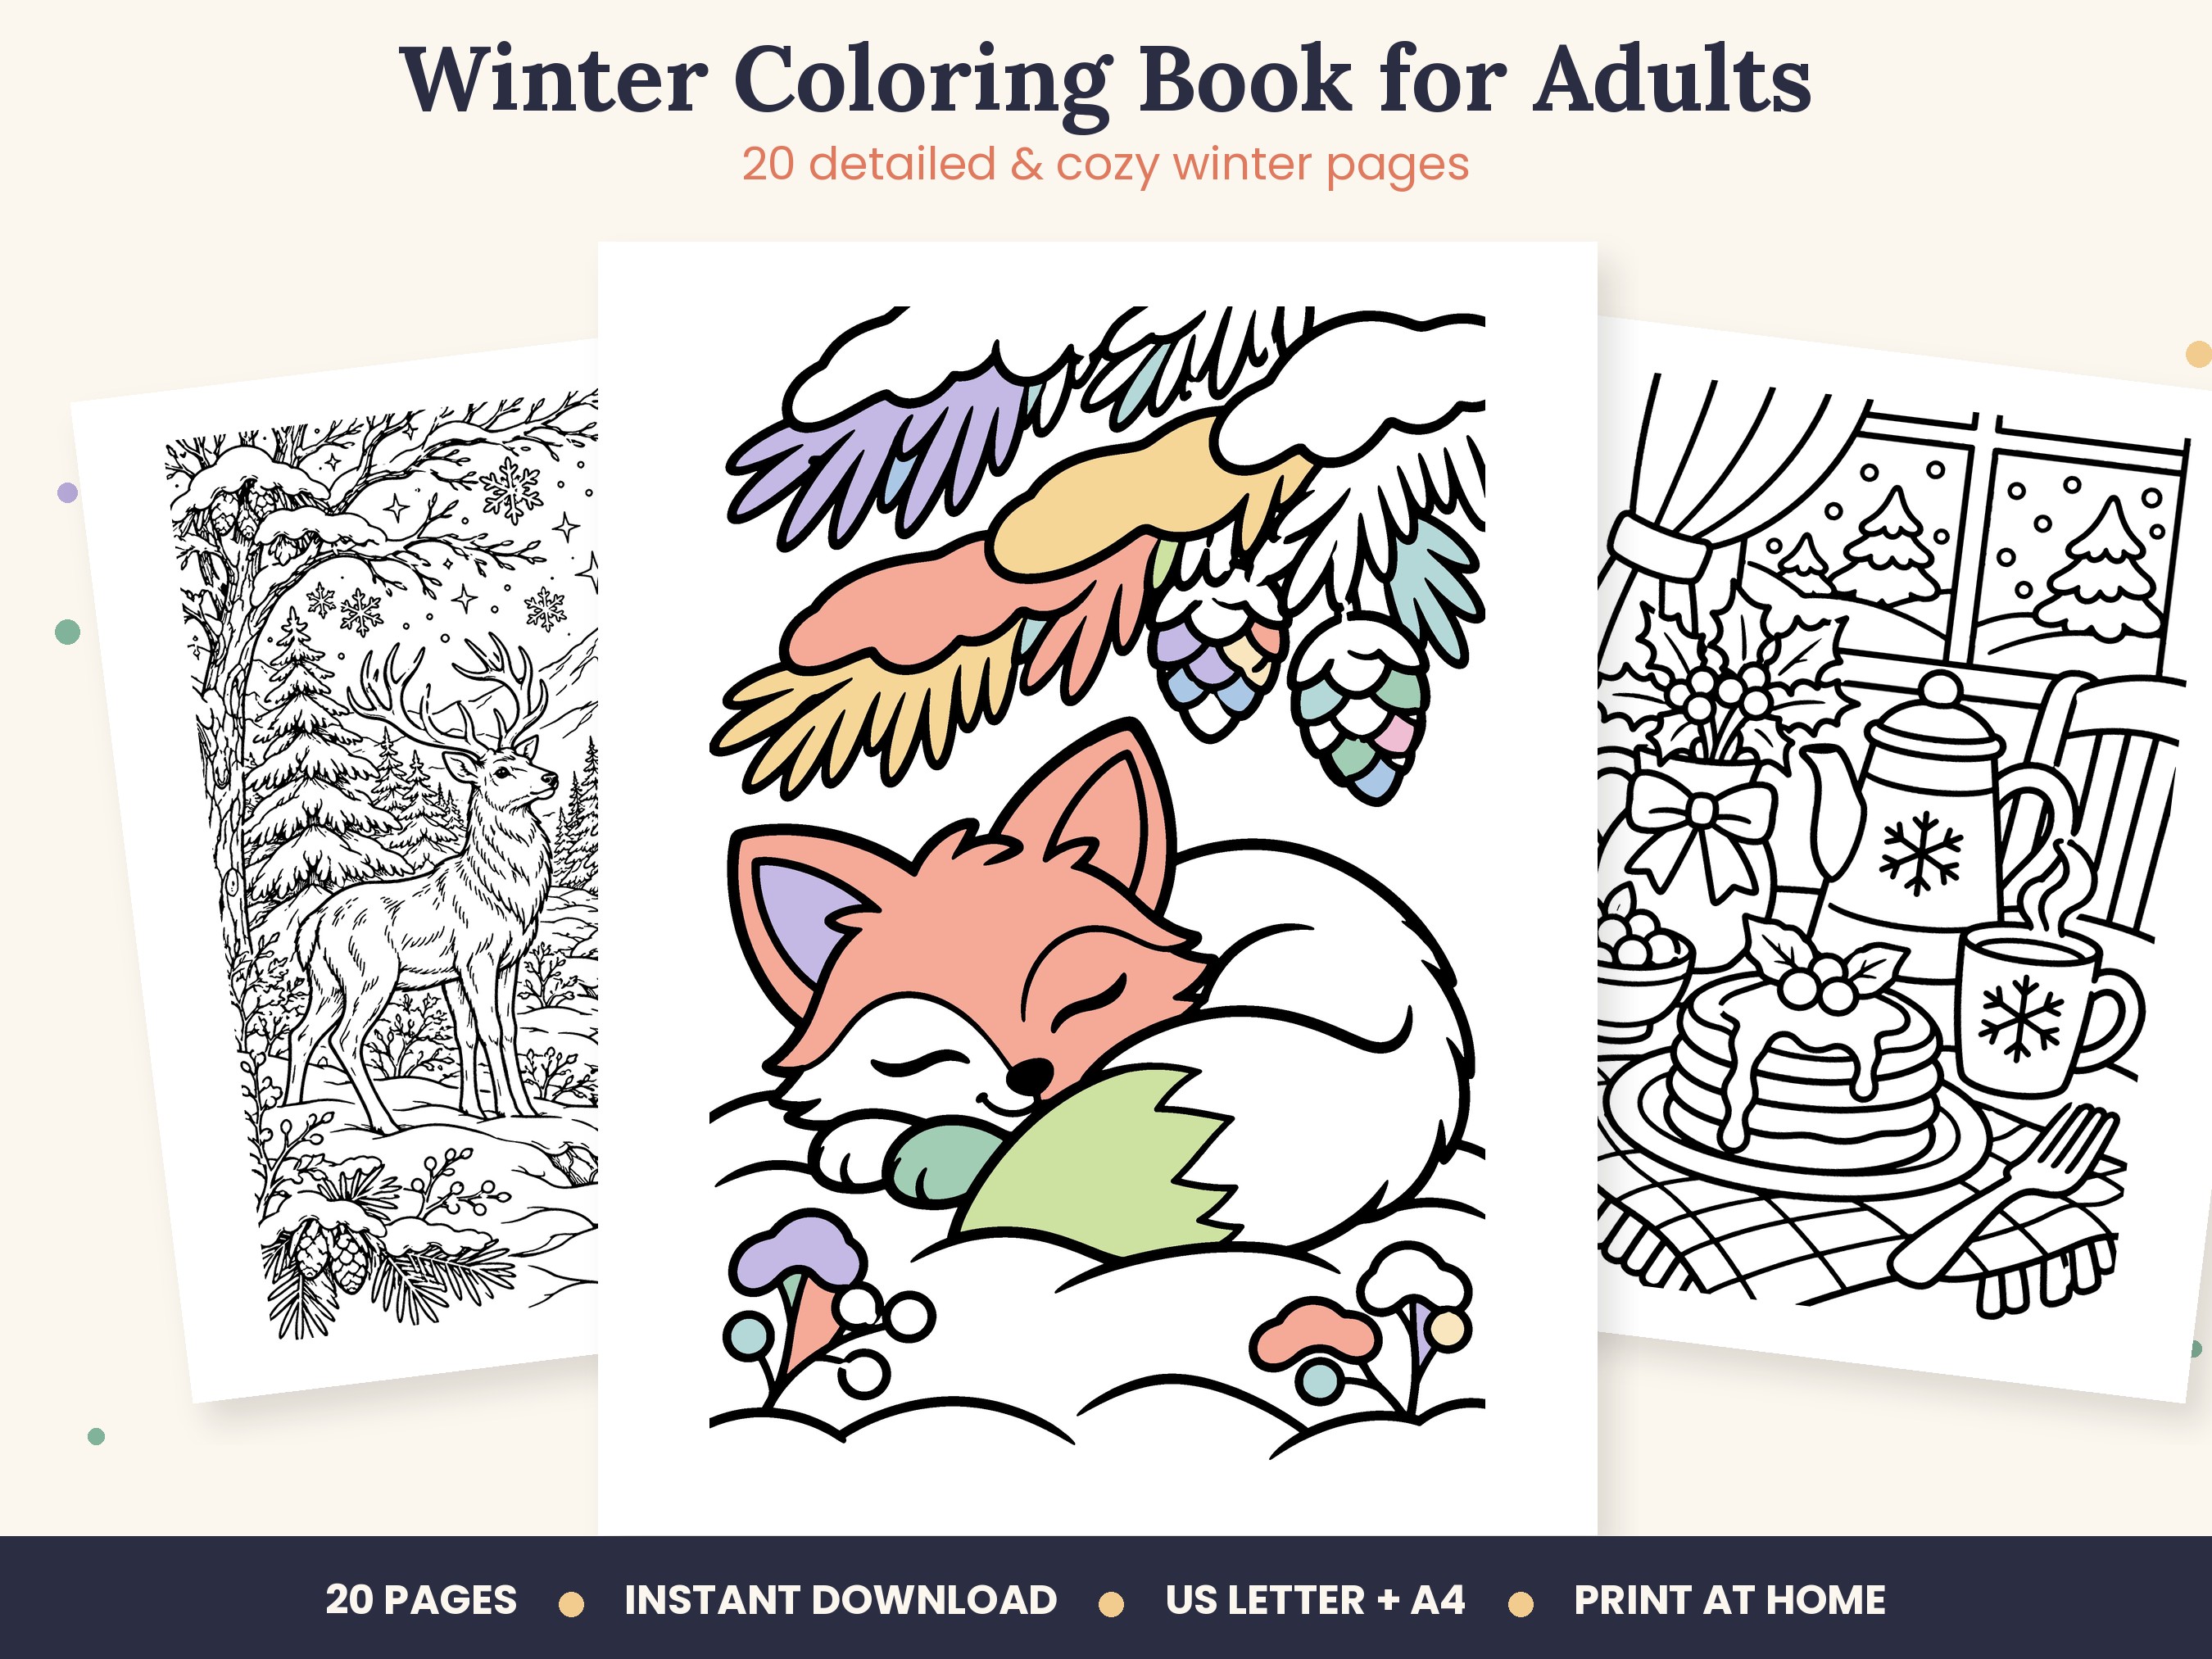 Winter Coloring Book for Adults
20 detailed & cozy winter pages
20 PAGES ● INSTANT DOWNLOAD ● US LETTER + A4 ● PRINT AT HOME